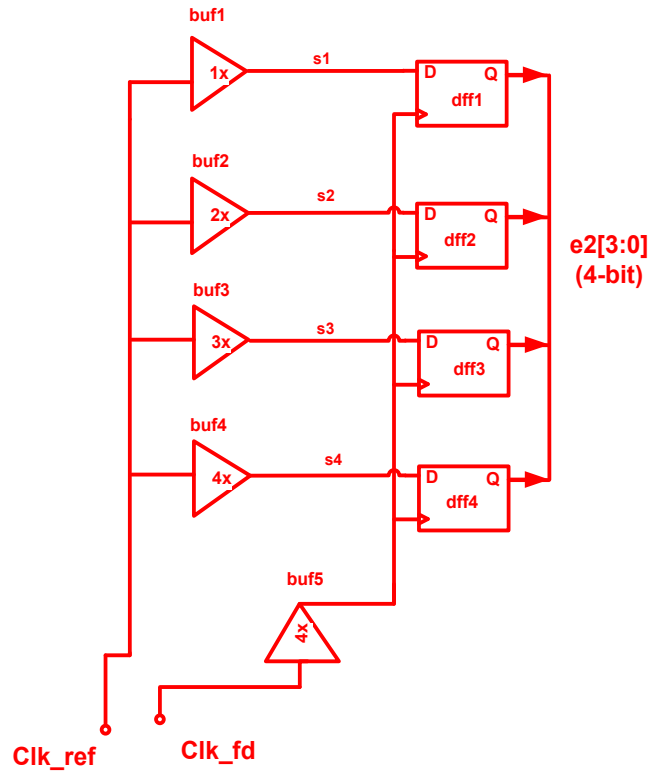 buf1
1x
s1
D
Q
dff1
buf2
2x
s2
D
Q
dff2
e2[3:0]
(4-bit)
buf3
3x
s3
D
Q
dff3
buf4
4x
s4
D
Q
dff4
buf5
4x
Clk_ref
Clk_fd